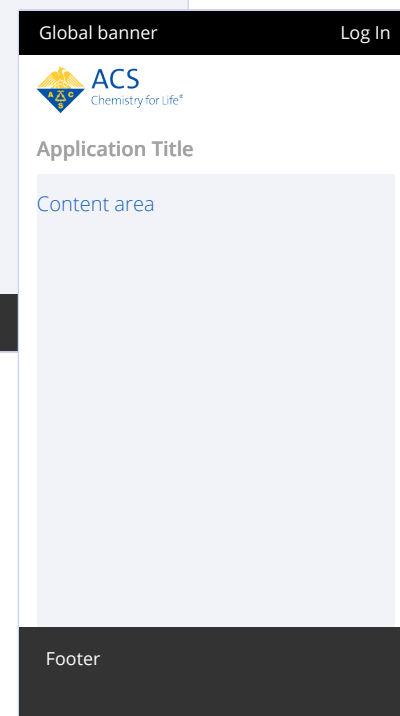 Global banner Log In
ACS
Chemistry for Life®
A C S
Application Title
Content area
Footer